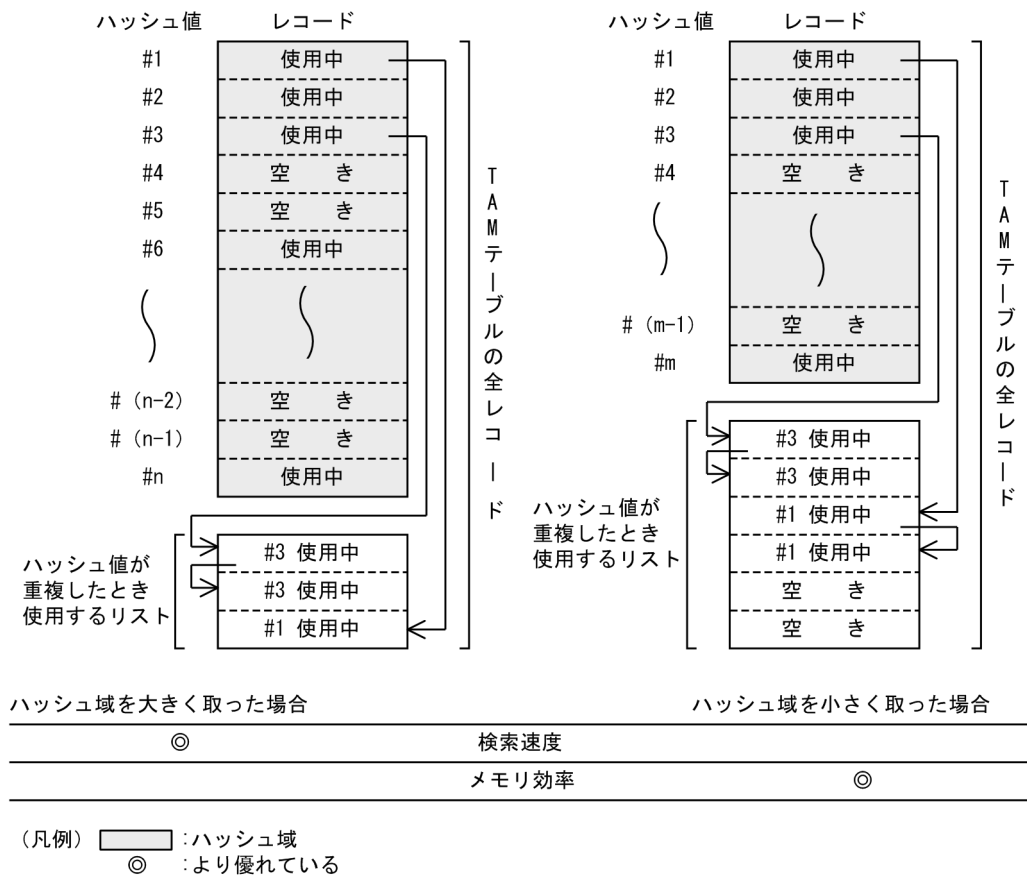 ハッシュ値 レコード
#1 使用中
#2 使用中
#3 使用中
#4 空 き
#5 空 き
#6 使用中
# (n-2) 空 き
# (n-1) 空 き
#n 使用中
TAMテーブルの全レコード
ハッシュ値が
重複したとき
使用するリスト
#3 使用中
#3 使用中
#1 使用中
ハッシュ値 レコード
#1 使用中
#2 使用中
#3 使用中
#4 空 き
# (m-1) 空 き
#m 使用中
TAMテーブルの全レコード
ハッシュ値が
重複したとき
使用するリスト
#3 使用中
#3 使用中
#1 使用中
#1 使用中
空 き
空 き
ハッシュ域を大きく取った場合 ハッシュ域を小さく取った場合
◎ 検索速度
メモリ効率 ◎
(凡例) :ハッシュ域
◎ :より優れている